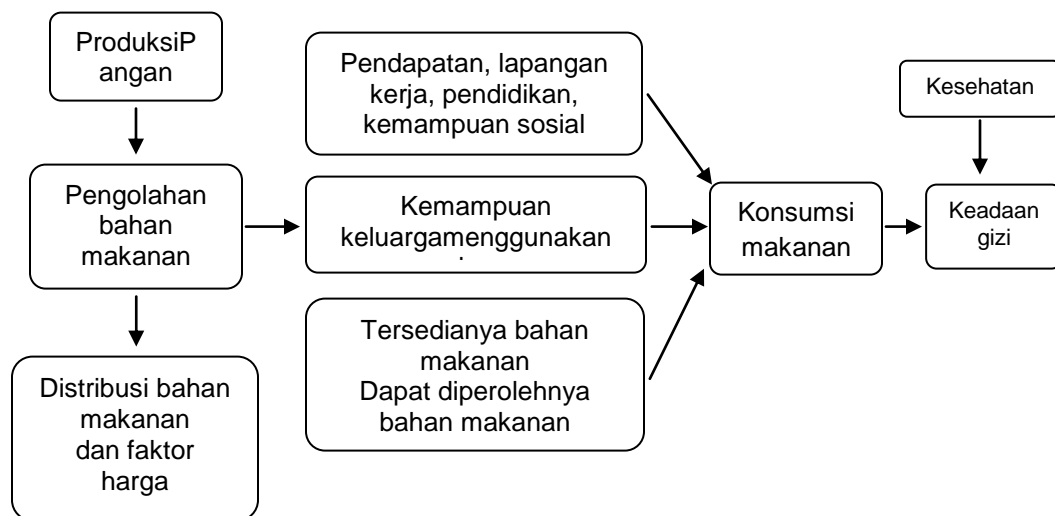 ProduksiP
angan
Pengolahan
bahan
makanan
Distribusi bahan
makanan
dan faktor
harga
Pendapatan, lapangan
kerja, pendidikan,
kemampuan sosial
Kemampuan
keluargamenggunakan
Tersedianya bahan
makanan
Dapat diperolehnya
bahan makanan
Konsumsi
makanan
Kesehatan
Keadaan
gizi